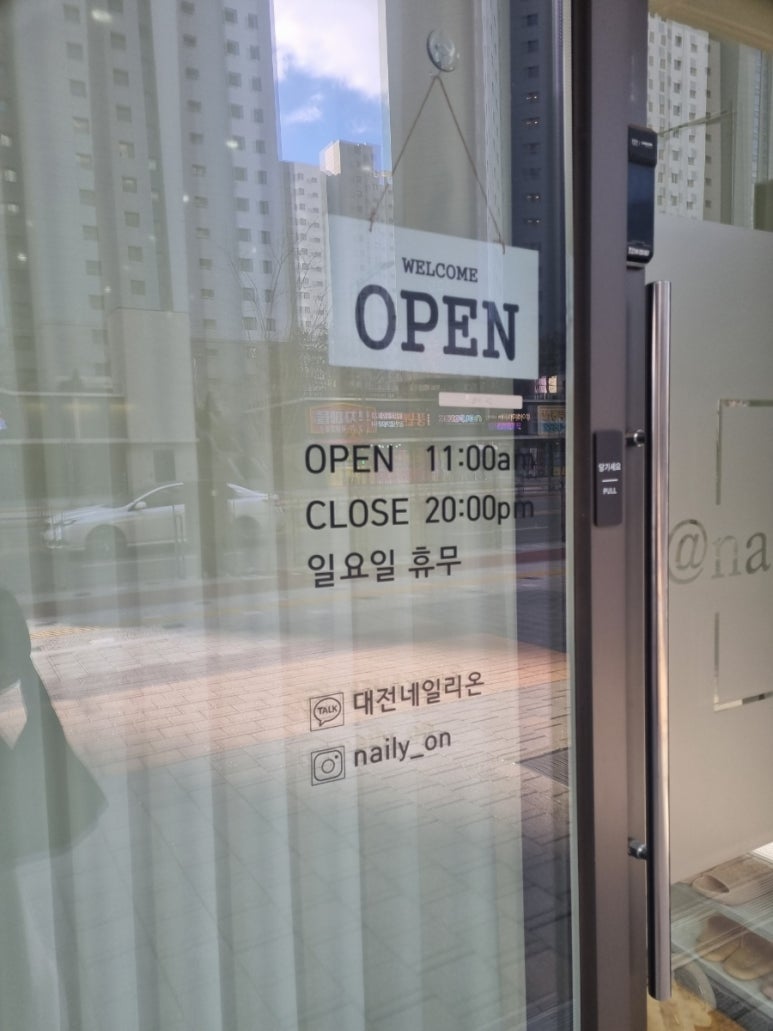 WELCOME
OPEN
OPEN 11:00am
CLOSE 20:00pm
일요일 휴무
TALK 대전네일리온
naily_on
당기세요
PULL
@na